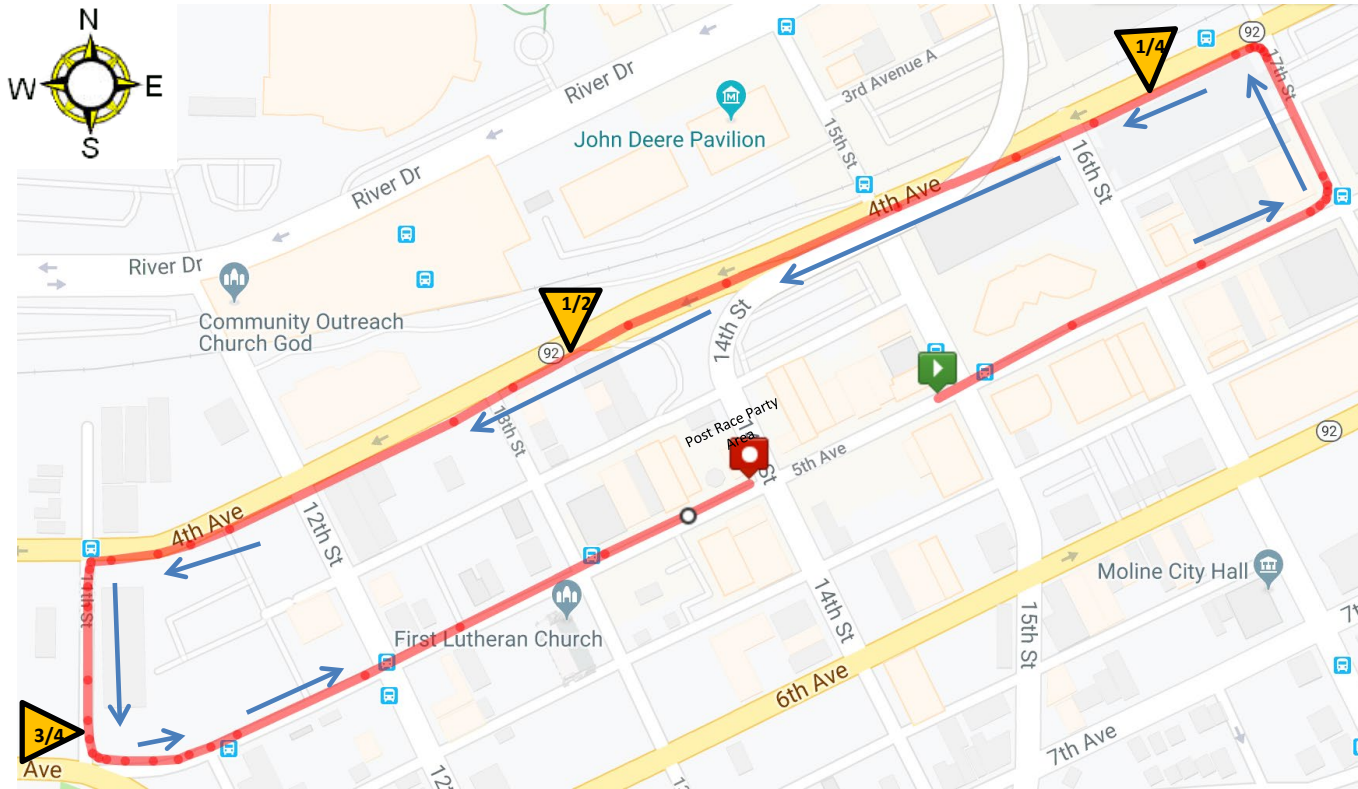 N
W E
S
92
1/4
17th St
3rd Avenue A
River Dr
John Deere Pavilion
15th St
16th St
River Dr
4th Ave
River Dr
Community Outreach
Church God
1/2
92
14th St
13th St
Post Race Party
Area
St
5th Ave
92
4th Ave
12th St
11th St
First Lutheran Church
14th St
15th St
Moline City Hall
6th Ave
7th Ave
3/4
Ave